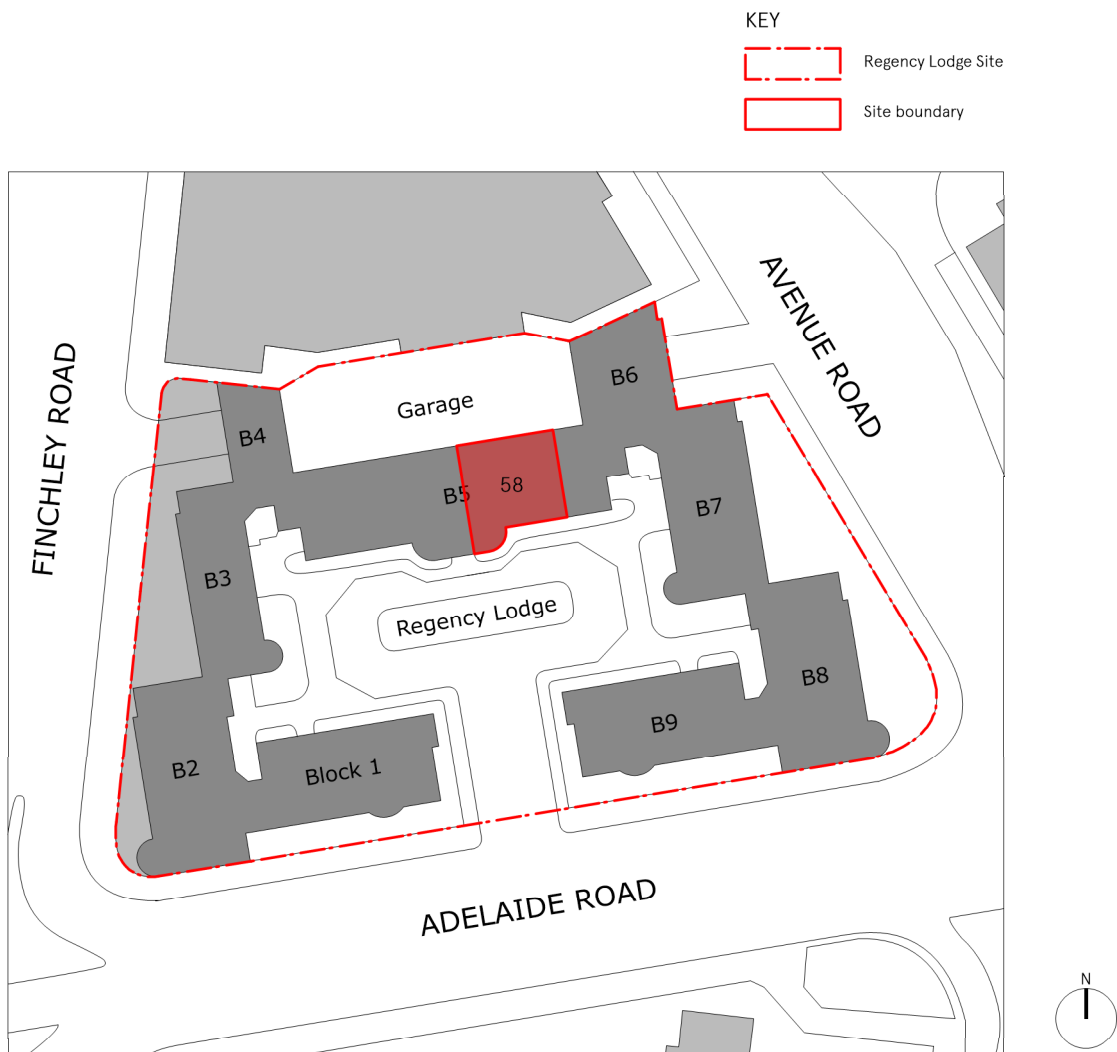 KEY
Regency Lodge Site
Site boundary
FINCHLEY ROAD
AVENUE ROAD
B6
Garage
B4
B5
58
B7
B3
Regency Lodge
B8
B9
B2
Block 1
ADELAIDE ROAD
N